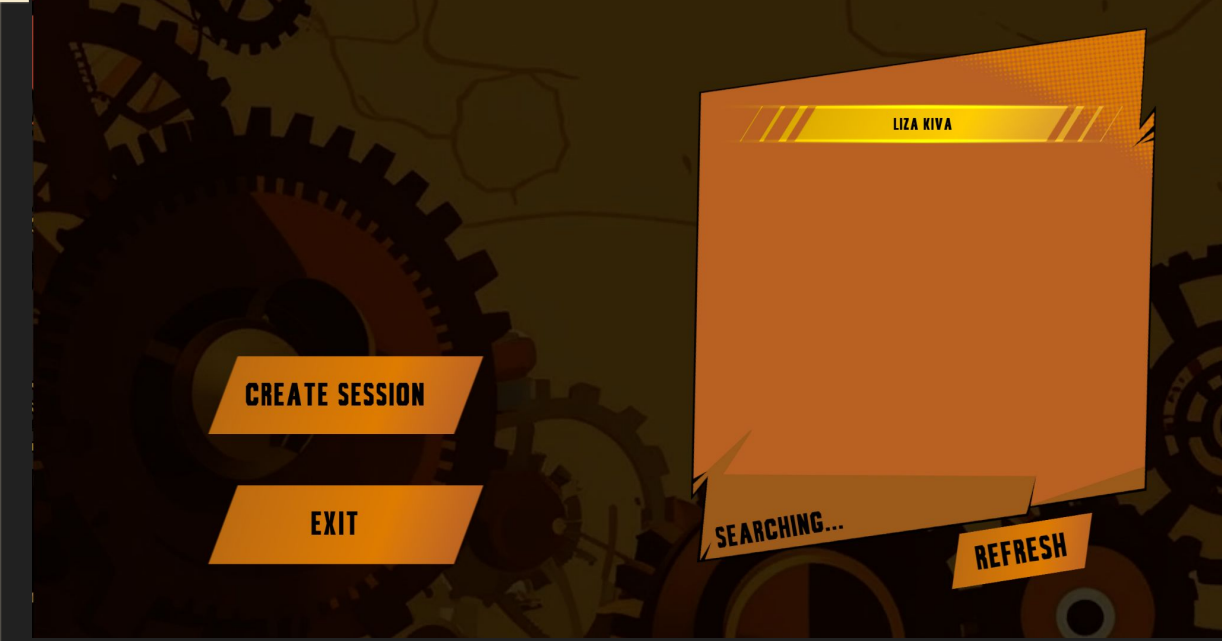 LIZA KIVA
CREATE SESSION
EXIT
SEARCHING...
REFRESH